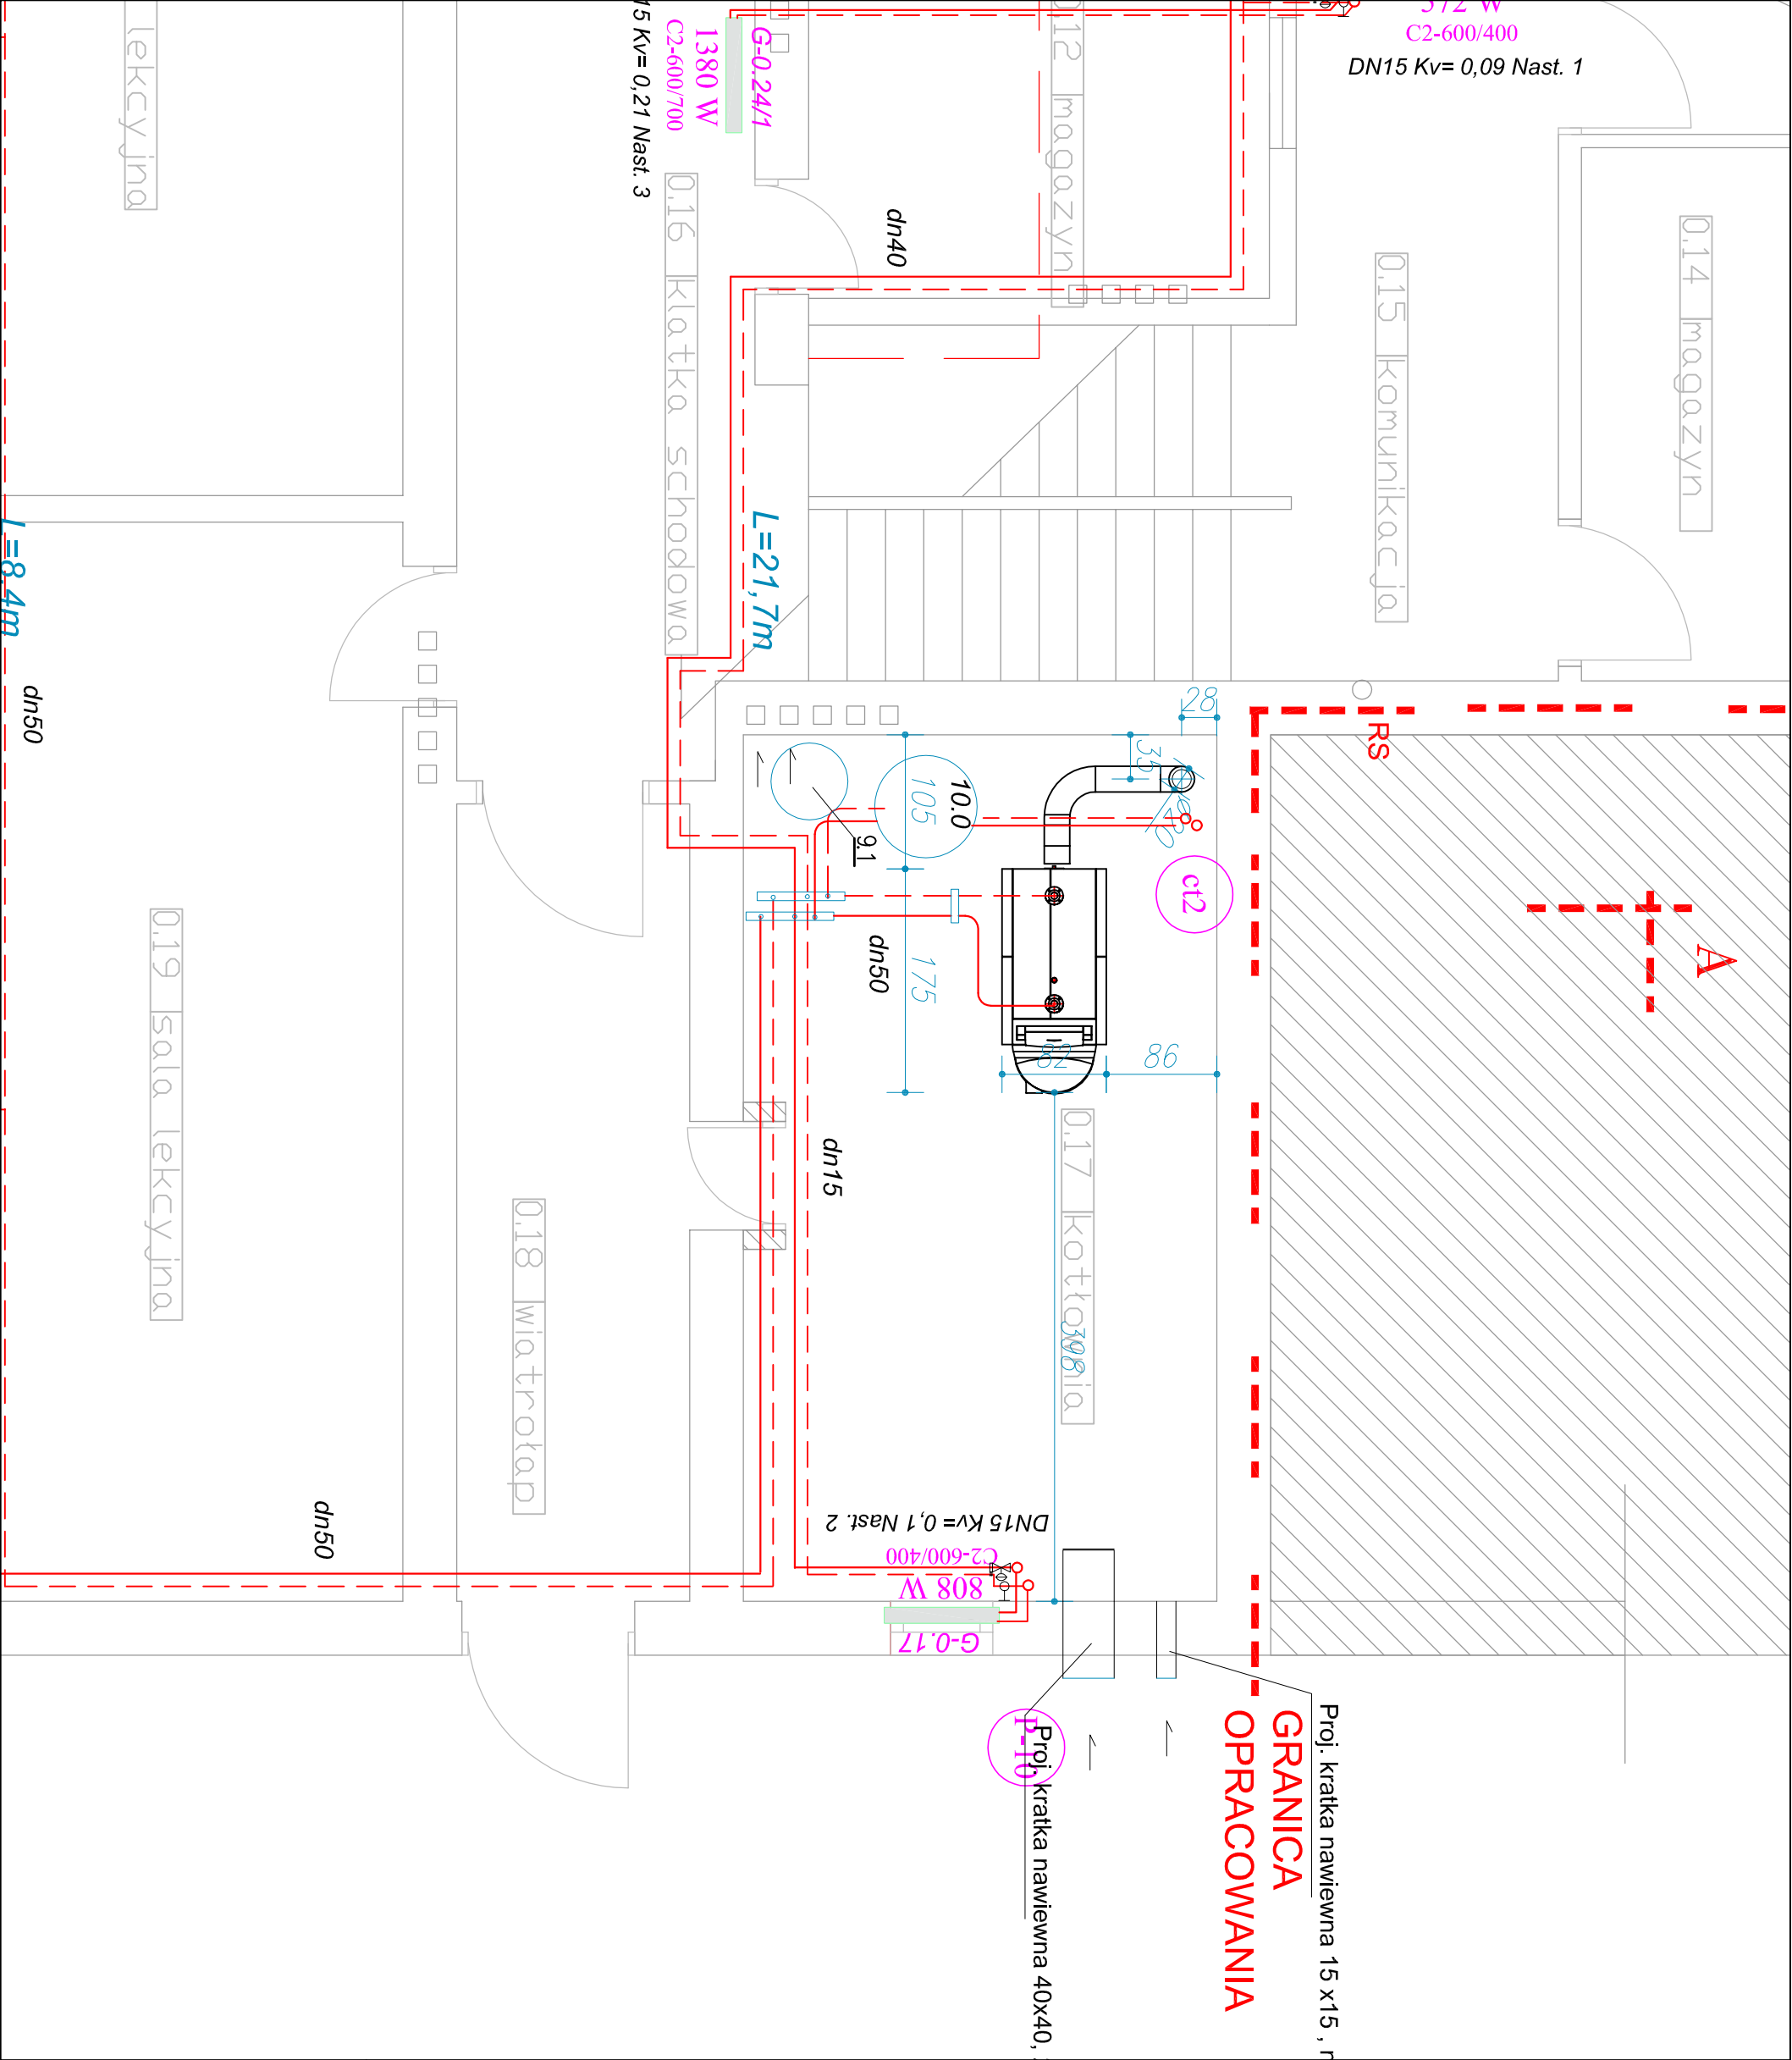 lekcyjna
15 Kv= 0,21 Nast. 3
C2-600/700
1380 W
G-0.24/1
0.12 magazyn
572 W
C2-600/400
DN15 Kv= 0,09 Nast. 1
0.16 klatka schodowa
dn40
0.15 komunikacja
0.14 magazyn
L=8,4m
dn50
L=21,7m
28
35
105
10.0
9.1
RS
ct2
A
dn50
175
82
86
0.19 sala lekcyjna
0.18 wiatrołap
dn15
0.17 kotłownia
398
dn50
DN15 Kv= 0,1 Nast. 2
C2-600/400
808 W
G-0.17
P-10
Proj. kratka nawiewna 40x40,
Proj. kratka nawiewna 15 x15 ,
GRANICA
OPRACOWANIA